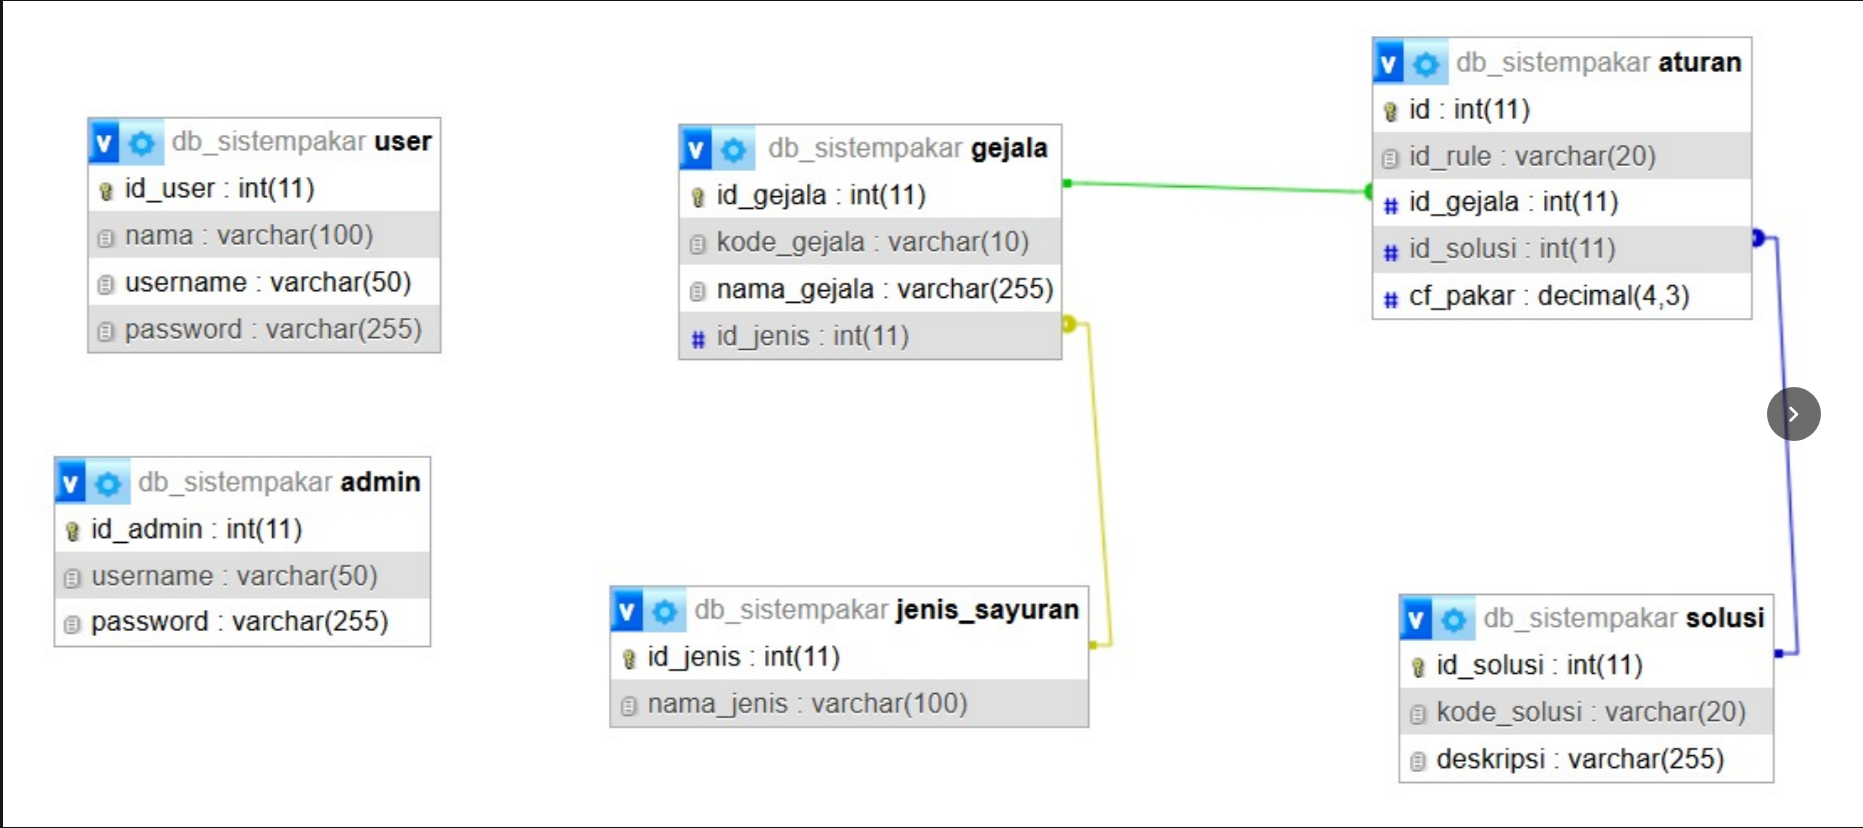 v db_sistempakar user
id_user : int(11)
nama : varchar(100)
username : varchar(50)
password : varchar(255)
v db_sistempakar admin
id_admin : int(11)
username : varchar(50)
password : varchar(255)
v db_sistempakar gejala
id_gejala : int(11)
kode_gejala : varchar(10)
nama_gejala : varchar(255)
# id_jenis : int(11)
v db_sistempakar jenis_sayuran
id_jenis : int(11)
nama_jenis : varchar(100)
v db_sistempakar aturan
id : int(11)
id_rule : varchar(20)
# id_gejala : int(11)
# id_solusi : int(11)
# cf_pakar : decimal(4,3)
v db_sistempakar solusi
id_solusi : int(11)
kode_solusi : varchar(20)
deskripsi : varchar(255)